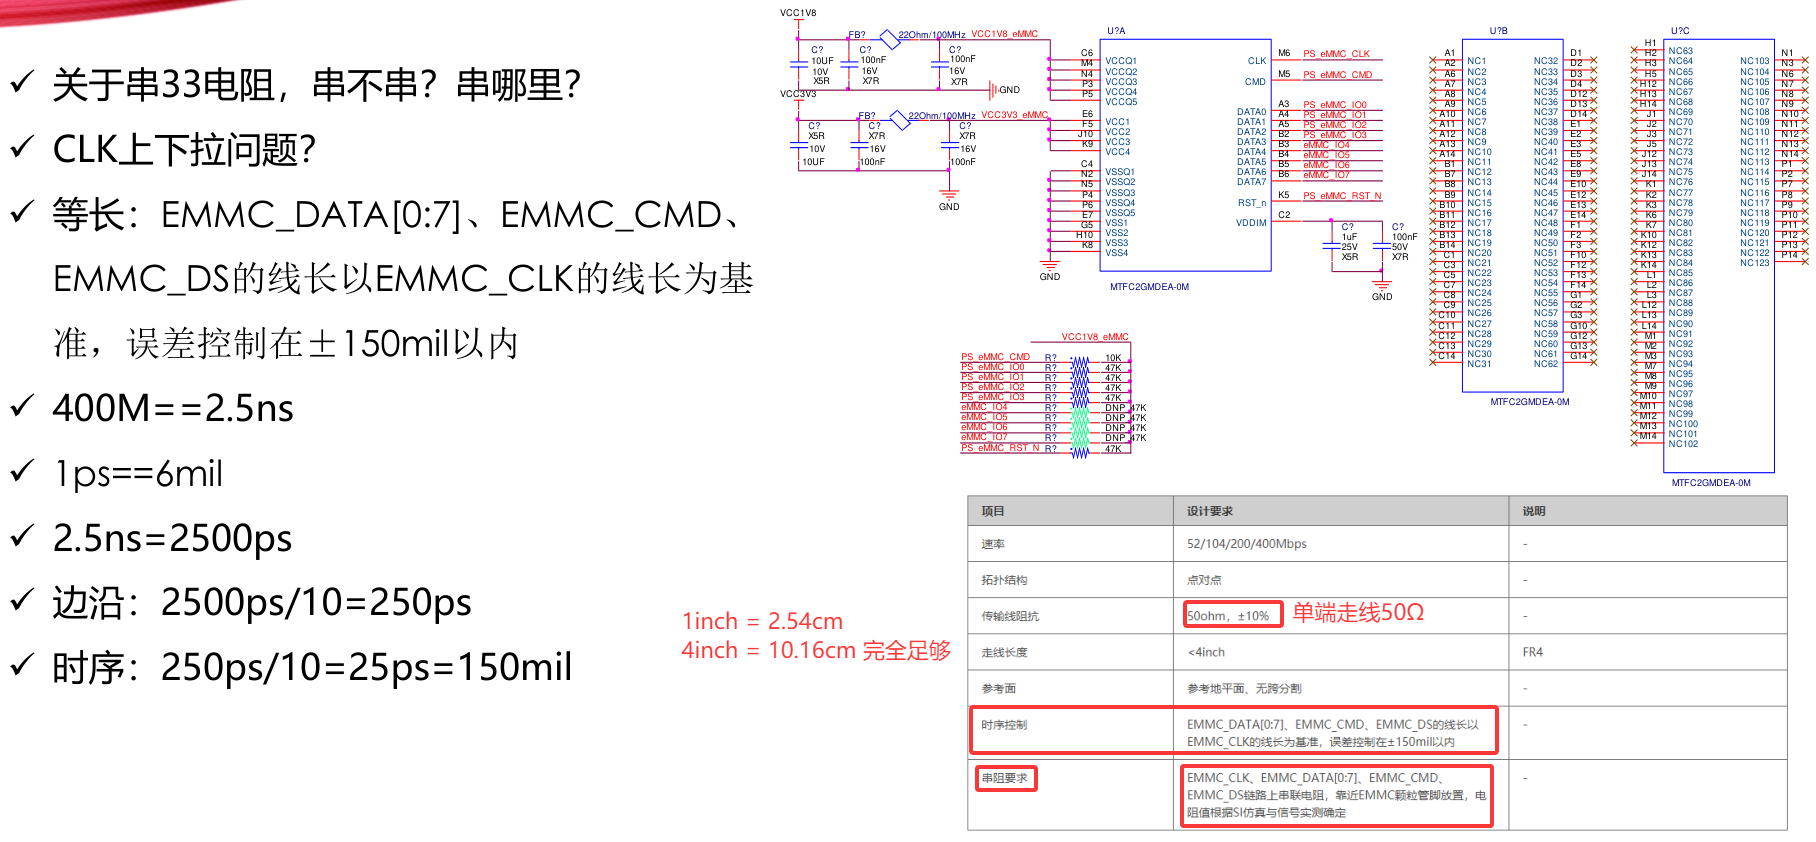 ✓ 关于串33电阻，串不串？串哪里？
✓ CLK上下拉问题？
✓ 等长：EMMC_DATA[0:7]、EMMC_CMD、
EMMC_DS的线长以EMMC_CLK的线长为基
准，误差控制在±150mil以内
✓ 400M==2.5ns
✓ 1ps==6mil
✓ 2.5ns=2500ps
✓ 边沿：2500ps/10=250ps
✓ 时序：250ps/10=25ps=150mil
1inch = 2.54cm
4inch = 10.16cm 完全足够
VCC1V8
FB?
22Ohm/100MHz
VCC1V8_eMMC
C?
10UF
10V
X5R
C?
100nF
16V
X7R
C?
100nF
16V
X7R
GND
VCC3V3
FB?
22Ohm/100MHz
VCC3V3_eMMC
C?
X5R
10V
10UF
C?
X7R
16V
100nF
C?
X7R
16V
100nF
GND
U?A
C6 VCCQ1
M4 VCCQ2
N4 VCCQ3
P3 VCCQ4
P5 VCCQ5
E6 VCC1
F5 VCC2
J10 VCC3
K9 VCC4
C4 VSSQ1
N2 VSSQ2
N5 VSSQ3
P4 VSSQ4
P6 VSSQ5
E7 VSS1
G5 VSS2
H10 VSS3
K8 VSS4
GND
CLK M6 PS_eMMC_CLK
CMD M5 PS_eMMC_CMD
DATA0 A3 PS_eMMC_IO0
DATA1 A4 PS_eMMC_IO1
DATA2 A5 PS_eMMC_IO2
DATA3 B2 PS_eMMC_IO3
DATA4 B3 eMMC_IO4
DATA5 B4 eMMC_IO5
DATA6 B5 eMMC_IO6
DATA7 B6 eMMC_IO7
RST_n K5 PS_eMMC_RST_N
VDDIM C2
C?
1uF
25V
X5R
C?
100nF
50V
X7R
GND
MTFC2GMDEA-0M
VCC1V8_eMMC
PS_eMMC_CMD R? 10K
PS_eMMC_IO0 R? 47K
PS_eMMC_IO1 R? 47K
PS_eMMC_IO2 R? 47K
PS_eMMC_IO3 R? 47K
eMMC_IO4 R? DNP_47K
eMMC_IO5 R? DNP_47K
eMMC_IO6 R? DNP_47K
eMMC_IO7 R? DNP_47K
PS_eMMC_RST_N R? 47K
U?B
A1 NC1 NC32 D1
A2 NC2 NC33 D2
A6 NC3 NC34 D3
A7 NC4 NC35 D4
A8 NC5 NC36 D12
A9 NC6 NC37 D13
A10 NC7 NC38 D14
A11 NC8 NC39 E1
A12 NC9 NC40 E2
A13 NC10 NC41 E3
A14 NC11 NC42 E5
B1 NC12 NC43 E8
B7 NC13 NC44 E9
B8 NC14 NC45 E10
B9 NC15 NC46 E12
B10 NC16 NC47 E13
B11 NC17 NC48 E14
B12 NC18 NC49 F1
B13 NC19 NC50 F2
B14 NC20 NC51 F3
C1 NC21 NC52 F10
C3 NC22 NC53 F12
C5 NC23 NC54 F13
C7 NC24 NC55 F14
C8 NC25 NC56 G1
C9 NC26 NC57 G2
C10 NC27 NC58 G3
C11 NC28 NC59 G10
C12 NC29 NC60 G12
C13 NC30 NC61 G13
C14 NC31 NC62 G14
MTFC2GMDEA-0M
U?C
H1 NC63
H2 NC64 NC103 N1
H3 NC65 NC104 N3
H5 NC66 NC105 N6
H12 NC67 NC106 N7
H13 NC68 NC107 N8
H14 NC69 NC108 N9
J1 NC70 NC109 N10
J2 NC71 NC110 N11
J3 NC72 NC111 N12
J5 NC73 NC112 N13
J12 NC74 NC113 N14
J13 NC75 NC114 P1
J14 NC76 NC115 P2
K1 NC77 NC116 P7
K2 NC78 NC117 P8
K3 NC79 NC118 P9
K6 NC80 NC119 P10
K7 NC81 NC120 P11
K10 NC82 NC121 P12
K12 NC83 NC122 P13
K13 NC84 NC123 P14
K14 NC85
L1 NC86
L2 NC87
L3 NC88
L12 NC89
L13 NC90
L14 NC91
M1 NC92
M2 NC93
M3 NC94
M7 NC95
M8 NC96
M9 NC97
M10 NC98
M11 NC99
M12 NC100
M13 NC101
M14 NC102
MTFC2GMDEA-0M
项目 设计要求 说明
速率 52/104/200/400Mbps -
拓扑结构 点对点 -
传输线阻抗 50ohm，±10% 单端走线50Ω -
走线长度 <4inch FR4
参考面 参考地平面、无跨分割 -
时序控制 EMMC_DATA[0:7]、EMMC_CMD、EMMC_DS的线长以 -
EMMC_CLK的线长为基准，误差控制在±150mil以内
串阻要求 EMMC_CLK、EMMC_DATA[0:7]、EMMC_CMD、 -
EMMC_DS链路上串联电阻，靠近EMMC颗粒管脚放置，电
阻值根据SI仿真与信号实测确定